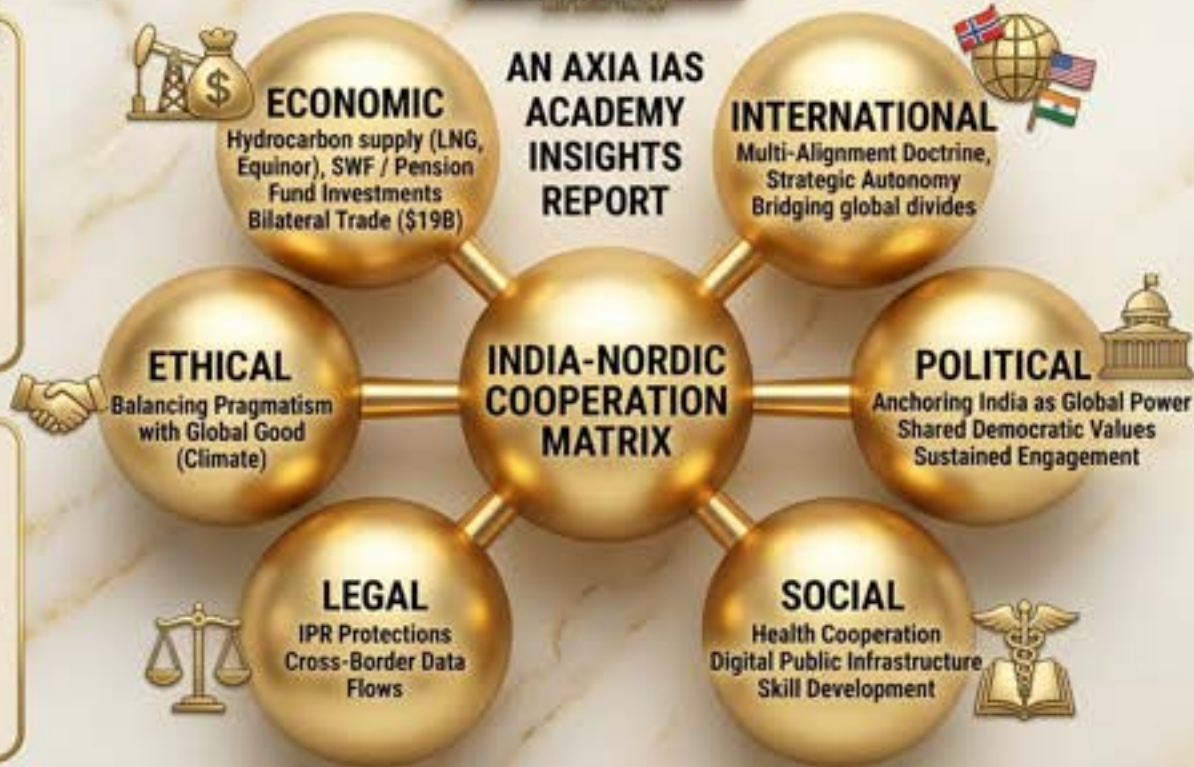 AN AXIA IAS
ACADEMY
INSIGHTS
REPORT
ECONOMIC
Hydrocarbon supply (LNG,
Equinor), SWF / Pension
Fund Investments
Bilateral Trade ($19B)
$
INTERNATIONAL
Multi-Alignment Doctrine,
Strategic Autonomy
Bridging global divides
ETHICAL
Balancing Pragmatism
with Global Good
(Climate)
INDIA-NORDIC
COOPERATION
MATRIX
POLITICAL
Anchoring India as Global Power
Shared Democratic Values
Sustained Engagement
LEGAL
IPR Protections
Cross-Border Data
Flows
SOCIAL
Health Cooperation
Digital Public Infrastructure
Skill Development